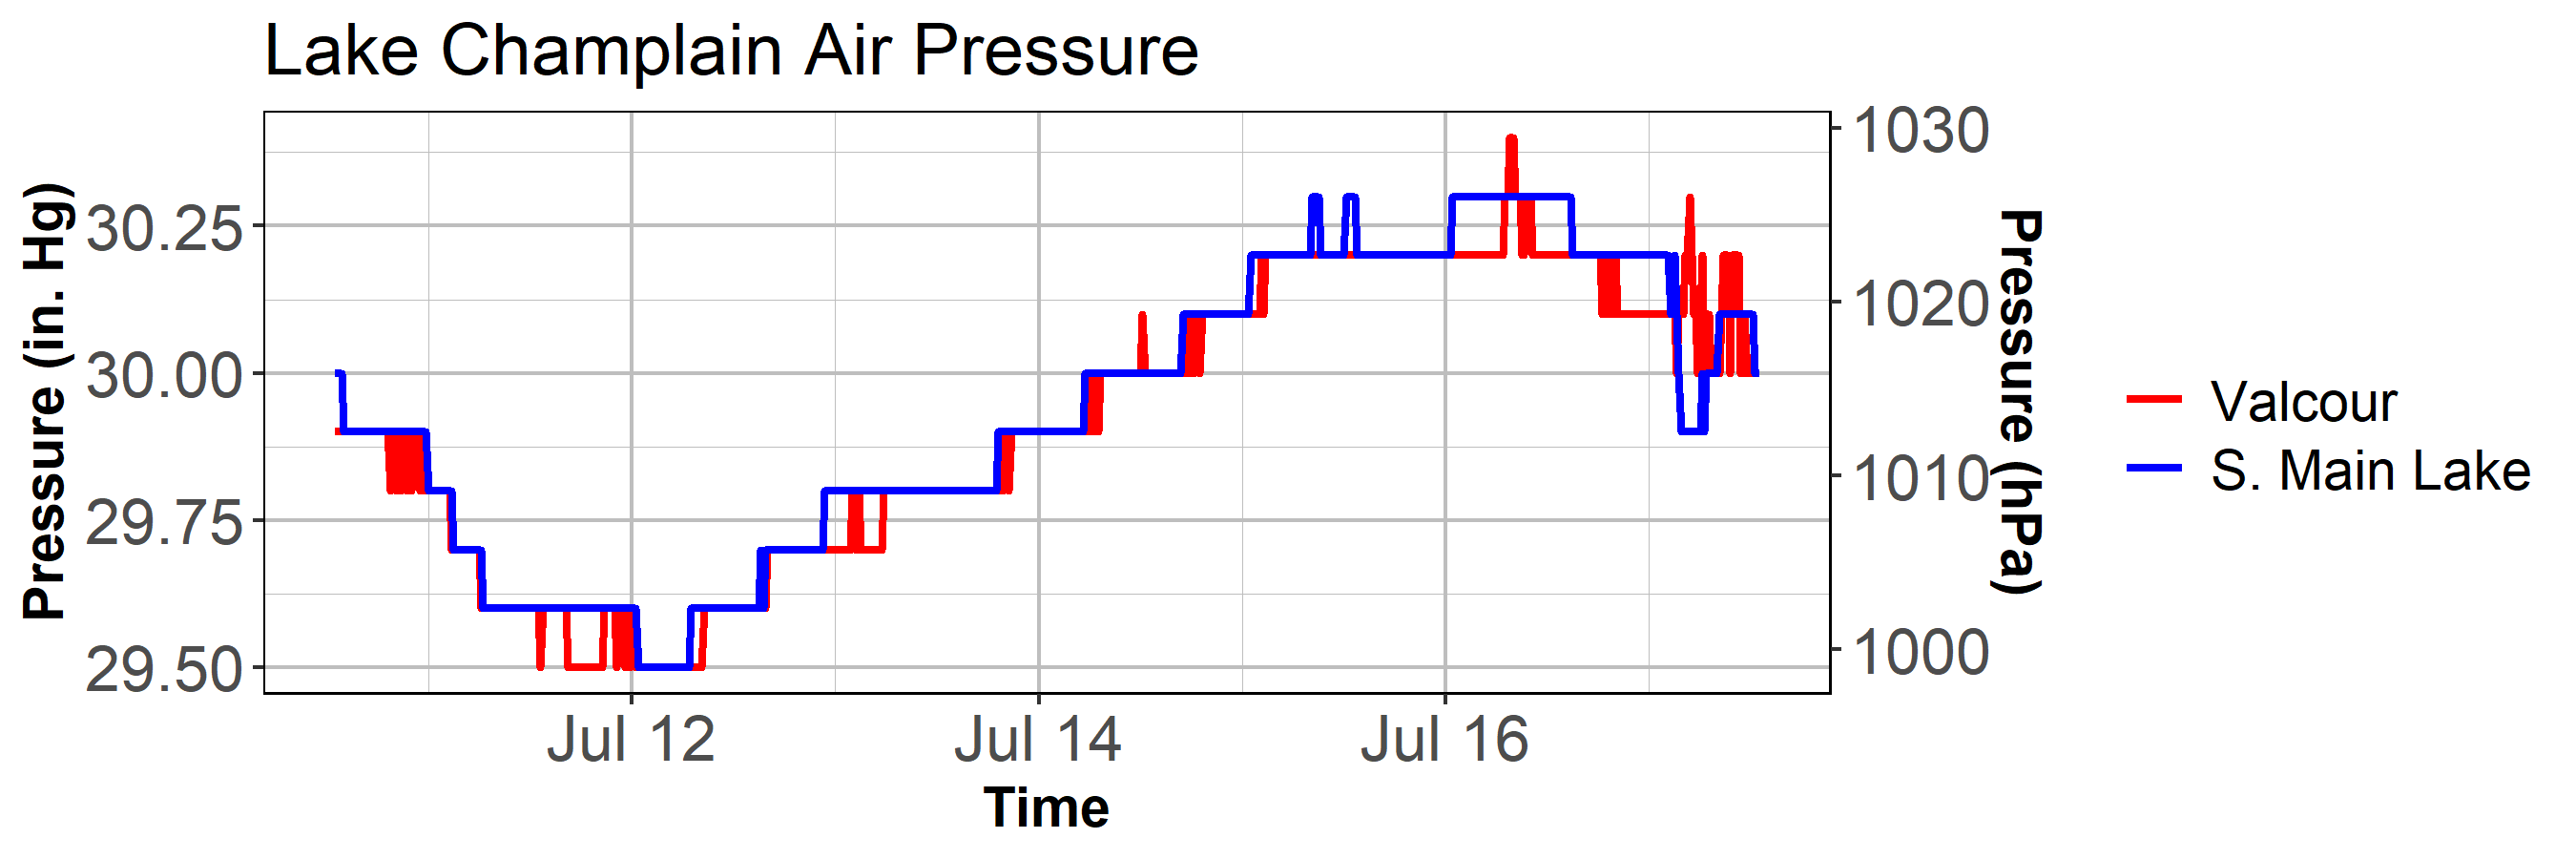 Lake Champlain Air Pressure
Pressure (in. Hg)
30.25
30.00
29.75
29.50
1030
1020
1010
1000
Pressure (hPa)
Jul 12
Jul 14
Jul 16
Time
Valcour
S. Main Lake